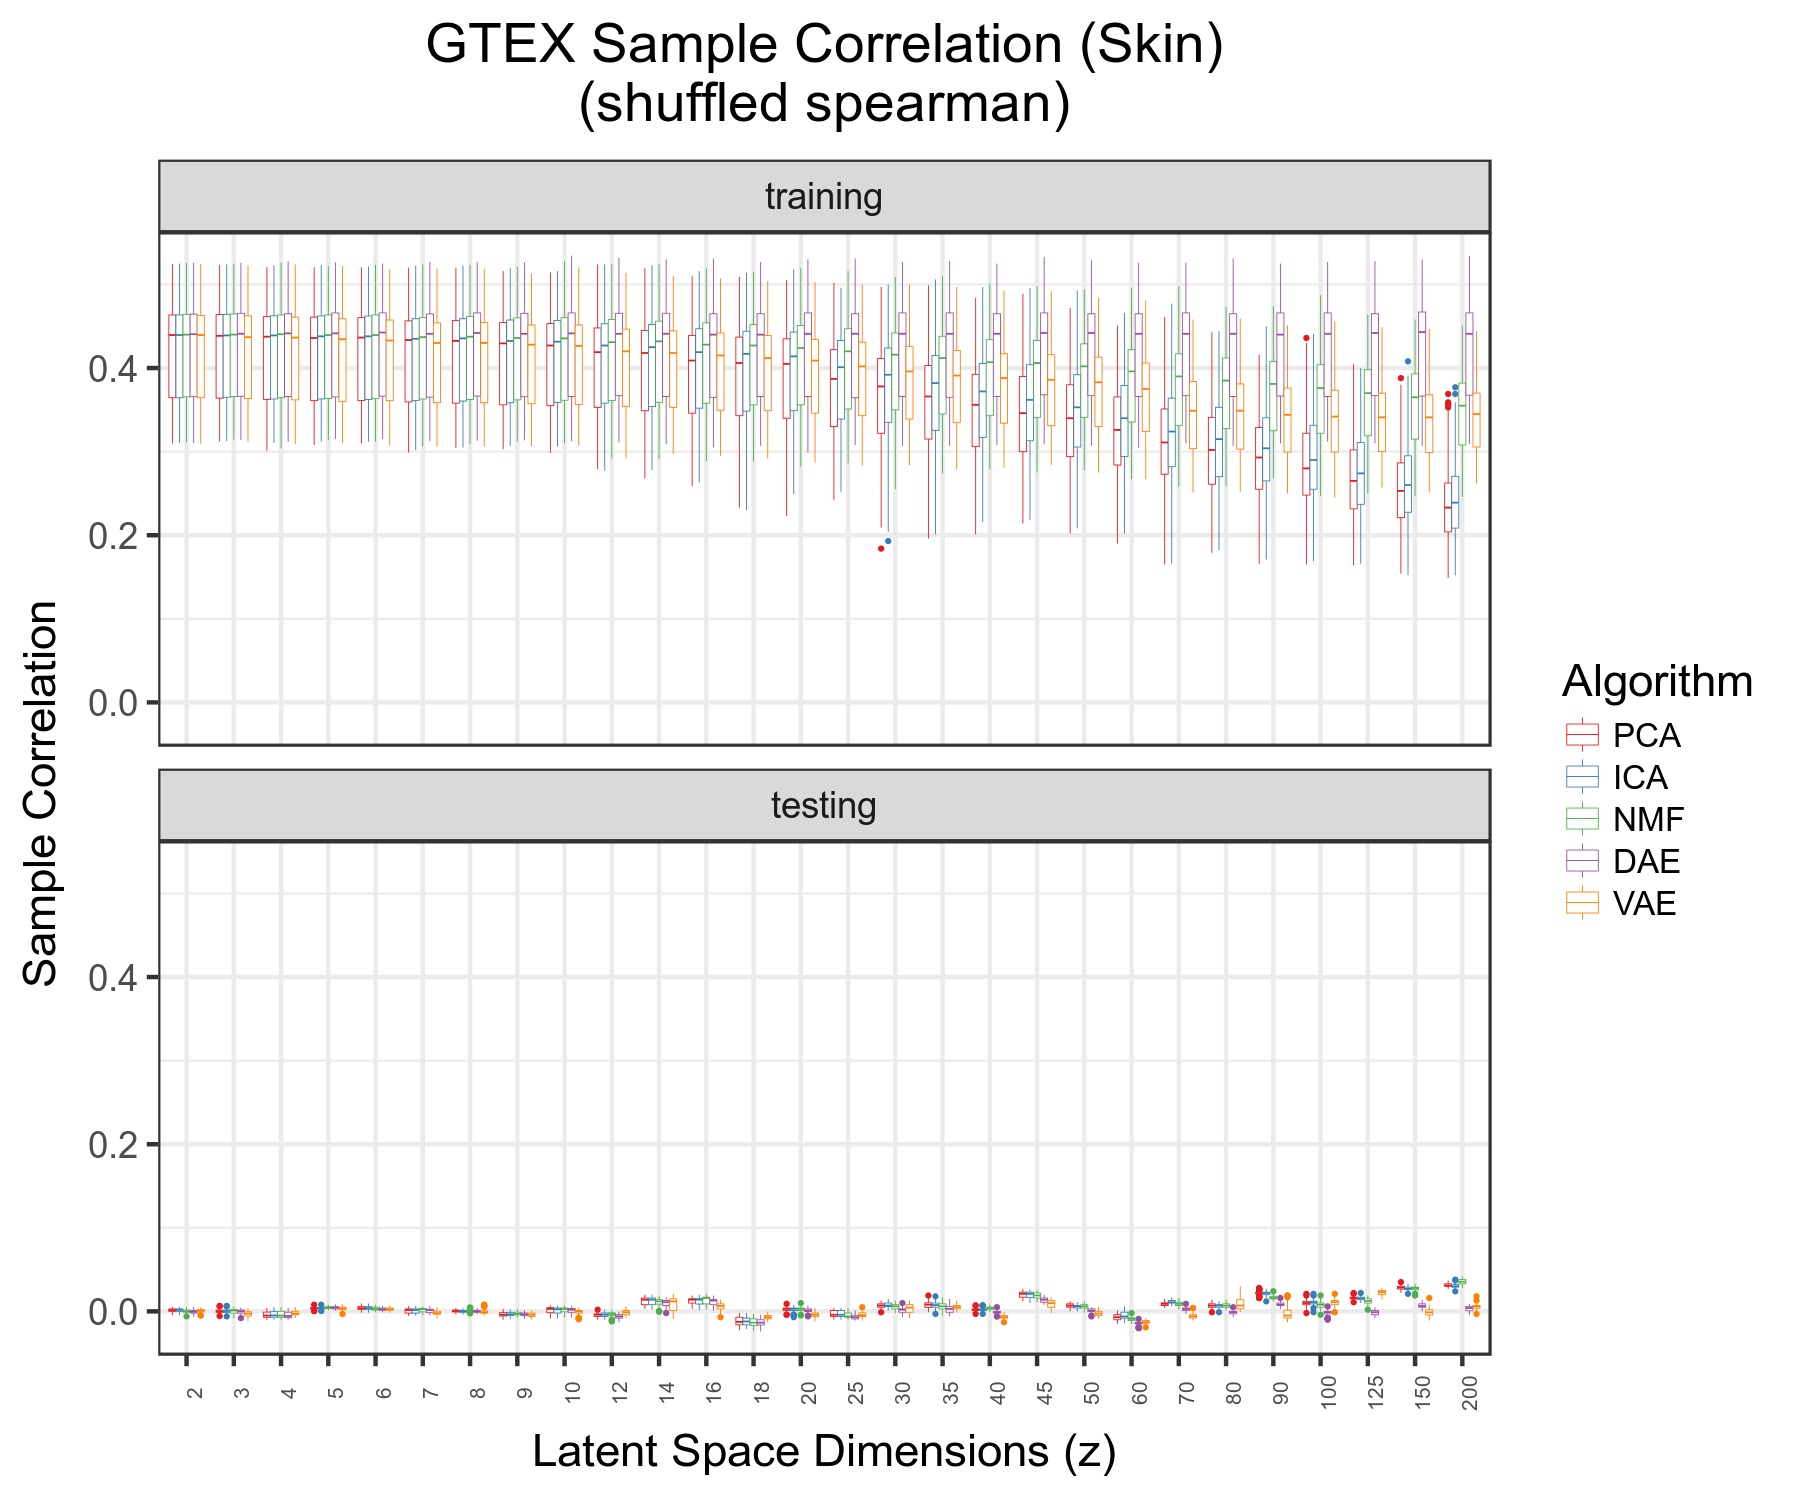 GTEX Sample Correlation (Skin)
(shuffled spearman)
training
0.4
0.2
0.0
testing
0.4
0.2
0.0
Sample Correlation
2 3 4 5 6 7 8 9 10 12 14 16 18 20 25 30 35 40 45 50 60 70 80 90 100 125 150 200
Latent Space Dimensions (z)
Algorithm
PCA
ICA
NMF
DAE
VAE